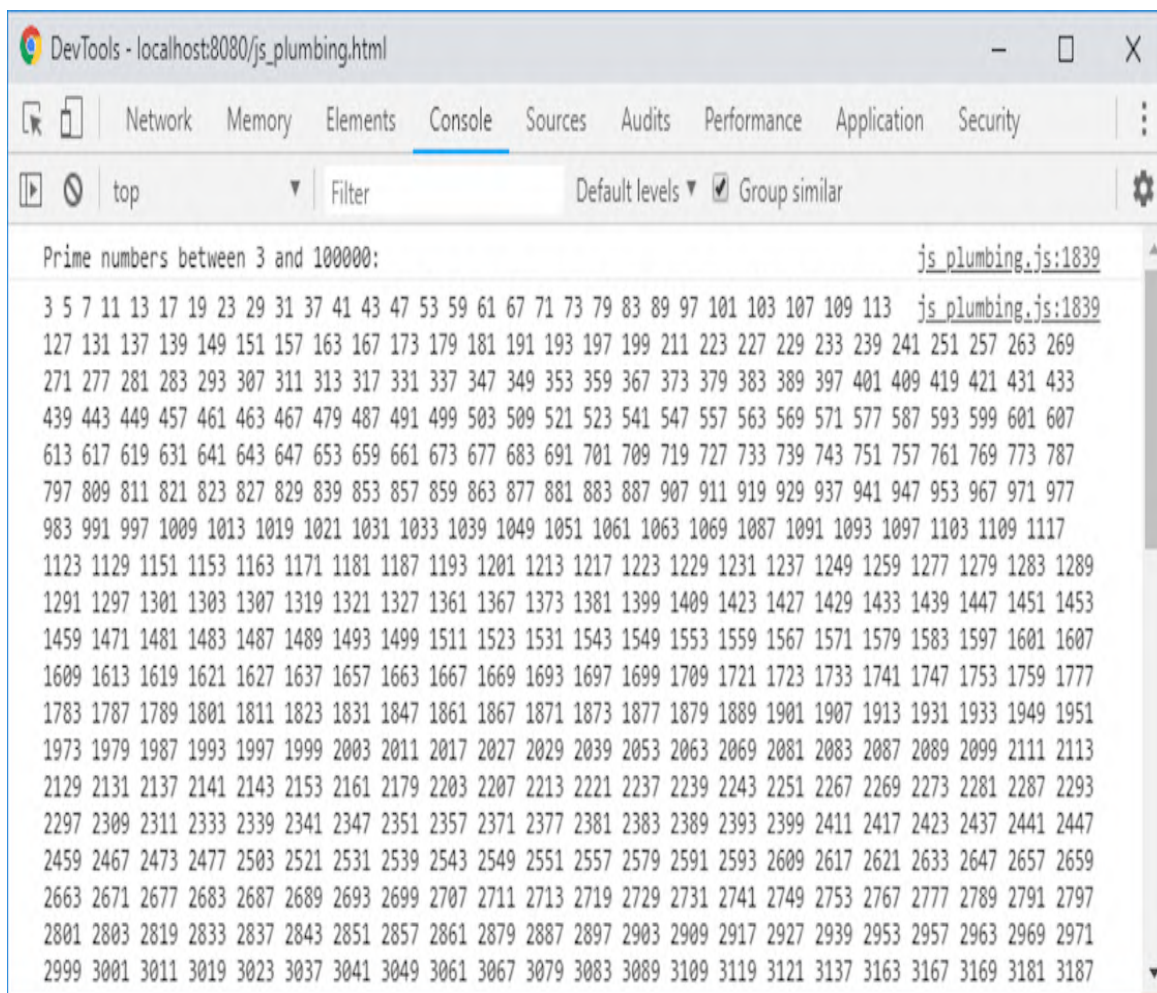 DevTools - localhost:8080/js_plumbing.html
Network Memory Elements Console Sources Audits Performance Application Security
top Filter Default levels Group similar
Prime numbers between 3 and 100000: js_plumbing.js:1839
3 5 7 11 13 17 19 23 29 31 37 41 43 47 53 59 61 67 71 73 79 83 89 97 101 103 107 109 113 js_plumbing.js:1839
127 131 137 139 149 151 157 163 167 173 179 181 191 193 197 199 211 223 227 229 233 239 241 251 257 263 269
271 277 281 283 293 307 311 313 317 331 337 347 349 353 359 367 373 379 383 389 397 401 409 419 421 431 433
439 443 449 457 461 463 467 479 487 491 499 503 509 521 523 541 547 557 563 569 571 577 587 593 599 601 607
613 617 619 631 641 643 647 653 659 661 673 677 683 691 701 709 719 727 733 739 743 751 757 761 769 773 787
797 809 811 821 823 827 829 839 853 857 859 863 877 881 883 887 907 911 919 929 937 941 947 953 967 971 977
983 991 997 1009 1013 1019 1021 1031 1033 1039 1049 1051 1061 1063 1069 1087 1091 1093 1097 1103 1109 1117
1123 1129 1151 1153 1163 1171 1181 1187 1193 1201 1213 1217 1223 1229 1231 1237 1249 1259 1277 1279 1283 1289
1291 1297 1301 1303 1307 1319 1321 1327 1361 1367 1373 1381 1399 1409 1423 1427 1429 1433 1439 1447 1451 1453
1459 1471 1481 1483 1487 1489 1493 1499 1511 1523 1531 1543 1549 1553 1559 1567 1571 1579 1583 1597 1601 1607
1609 1613 1619 1621 1627 1637 1657 1663 1667 1669 1693 1697 1699 1709 1721 1723 1733 1741 1747 1753 1759 1777
1783 1787 1789 1801 1811 1823 1831 1847 1861 1867 1871 1873 1877 1879 1889 1901 1907 1913 1931 1933 1949 1951
1973 1979 1987 1993 1997 1999 2003 2011 2017 2027 2029 2039 2053 2063 2069 2081 2083 2087 2089 2099 2111 2113
2129 2131 2137 2141 2143 2153 2161 2179 2203 2207 2213 2221 2237 2239 2243 2251 2267 2269 2273 2281 2287 2293
2297 2309 2311 2333 2339 2341 2347 2351 2357 2371 2377 2381 2383 2389 2393 2399 2411 2417 2423 2437 2441 2447
2459 2467 2473 2477 2503 2521 2531 2539 2543 2549 2551 2557 2579 2591 2593 2609 2617 2621 2633 2647 2657 2659
2663 2671 2677 2683 2687 2689 2693 2699 2707 2711 2713 2719 2729 2731 2741 2749 2753 2767 2777 2789 2791 2797
2801 2803 2819 2833 2837 2843 2851 2857 2861 2879 2887 2897 2903 2909 2917 2927 2939 2953 2957 2963 2969 2971
2999 3001 3011 3019 3023 3037 3041 3049 3061 3067 3079 3083 3089 3109 3119 3121 3137 3163 3167 3169 3181 3187